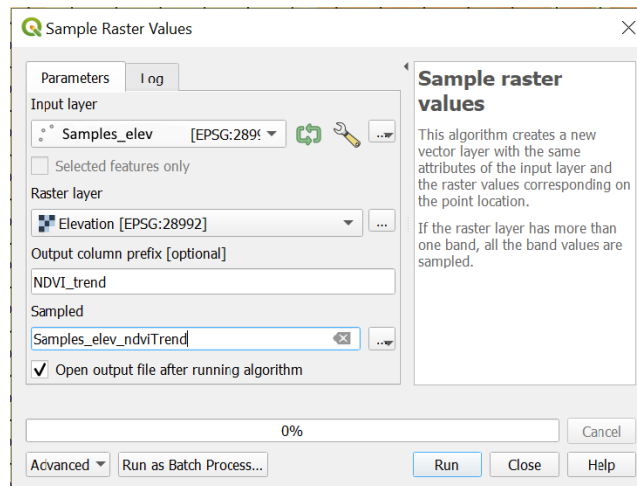 Sample Raster Values
Parameters
Log
Input layer
Samples_elev [EPSG:2899
Selected features only
Raster layer
Elevation [EPSG:28992]
...
Output column prefix [optional]
NDVI_trend
Sampled
Samples_elev_ndviTrend
Open output file after running algorithm
Sample raster
values
This algorithm creates a new
vector layer with the same
attributes of the input layer and
the raster values corresponding on
the point location.
If the raster layer has more than
one band, all the band values are
sampled.
0%
Cancel
Advanced
Run as Batch Process...
Run
Close
Help